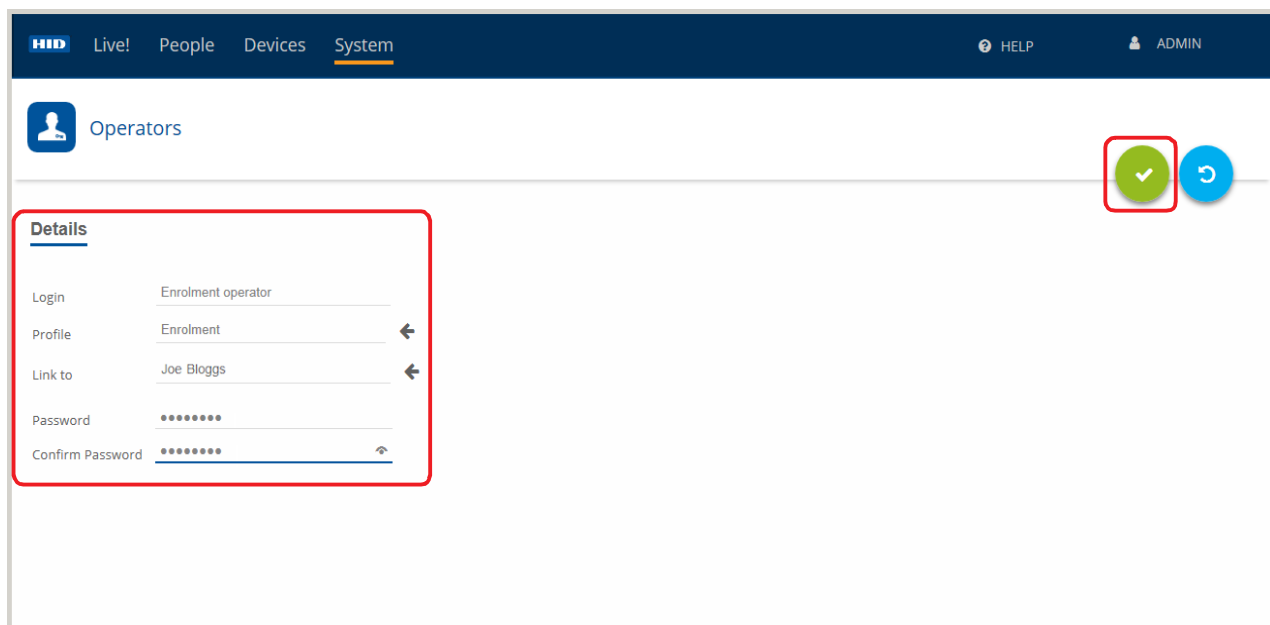 HID Live! People Devices System HELP ADMIN
Operators
Details
Login Enrolment operator
Profile Enrolment
Link to Joe Bloggs
Password ••••••••
Confirm Password ••••••••